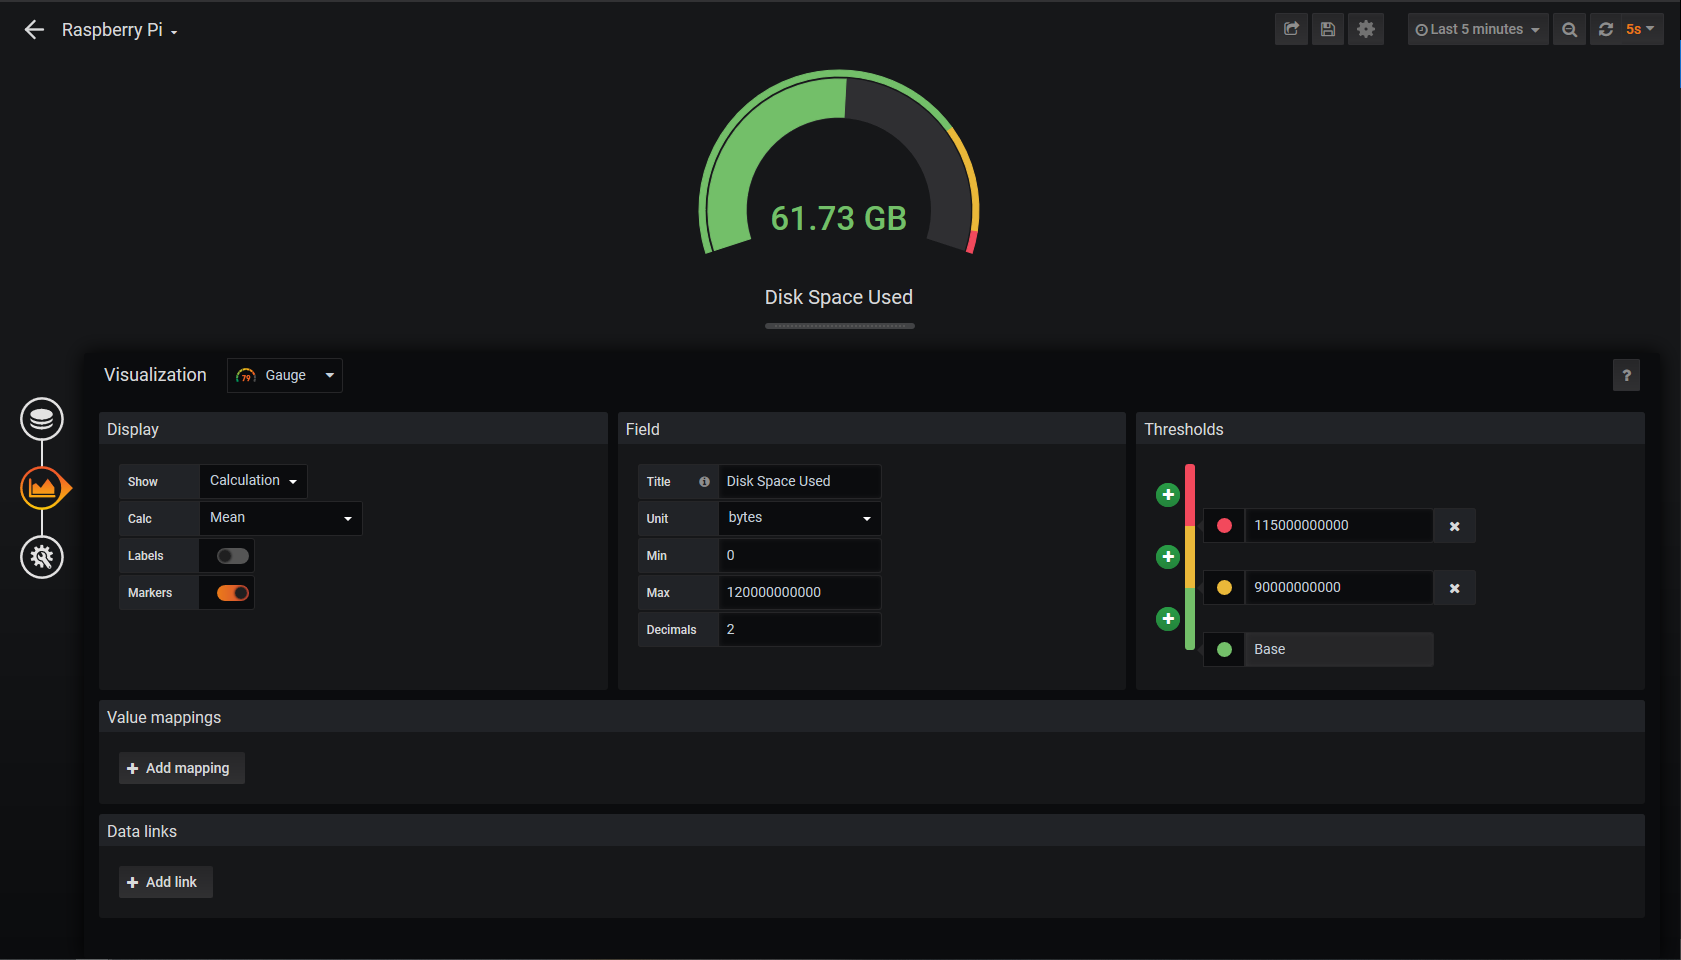 Raspberry Pi
Last 5 minutes
5s
61.73 GB
Disk Space Used
Visualization
79
Gauge
?
Display
Show
Calculation
Calc
Mean
Labels
Markers
Field
Title
Disk Space Used
Unit
bytes
Min
0
Max
120000000000
Decimals
2
Thresholds
115000000000
90000000000
Base
Value mappings
Add mapping
Data links
Add link